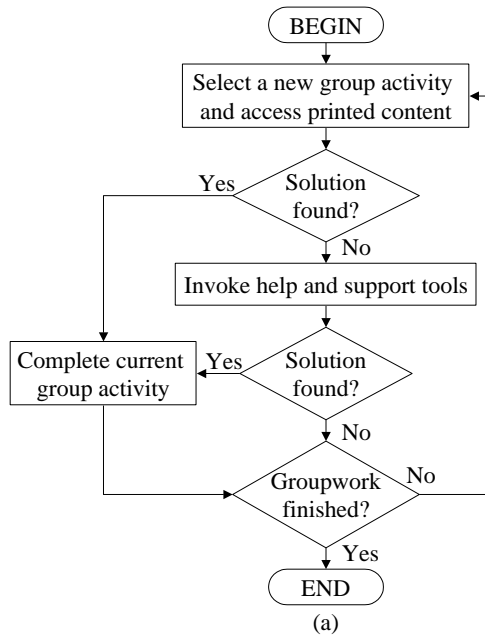 BEGIN
Select a new group activity
and access printed content
Yes
Solution
found?
No
Invoke help and support tools
Complete current
group activity
Yes
Solution
found?
No
Groupwork
finished?
No
Yes
END
(a)